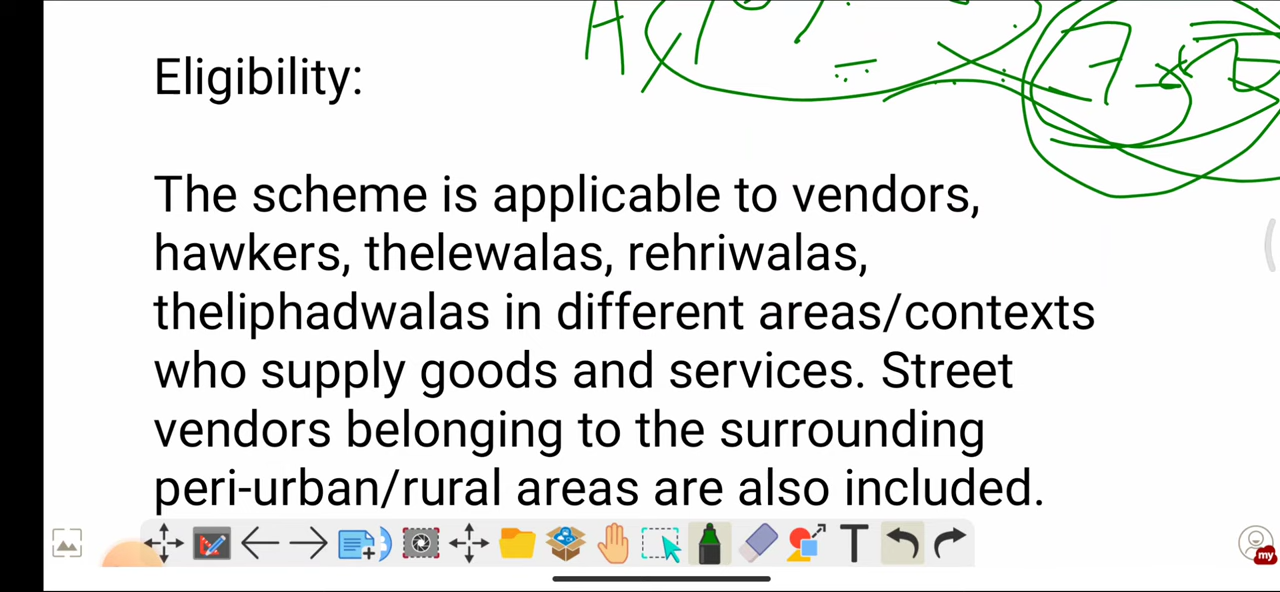 Eligibility:
The scheme is applicable to vendors,
hawkers, thelewalas, rehriwalas,
theliphadwalas in different areas/contexts
who supply goods and services. Street
vendors belonging to the surrounding
peri-urban/rural areas are also included.
T
my